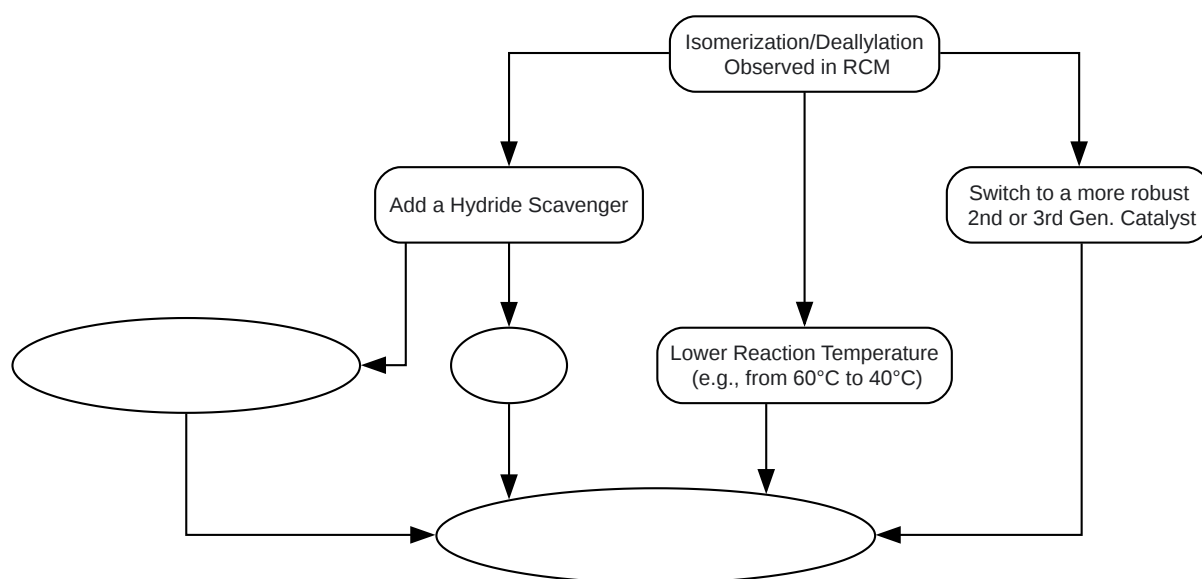 Isomerization/Deallylation
Observed in RCM
Add a Hydride Scavenger
Switch to a more robust
2nd or 3rd Gen. Catalyst
Lower Reaction Temperature
(e.g., from 60°C to 40°C)